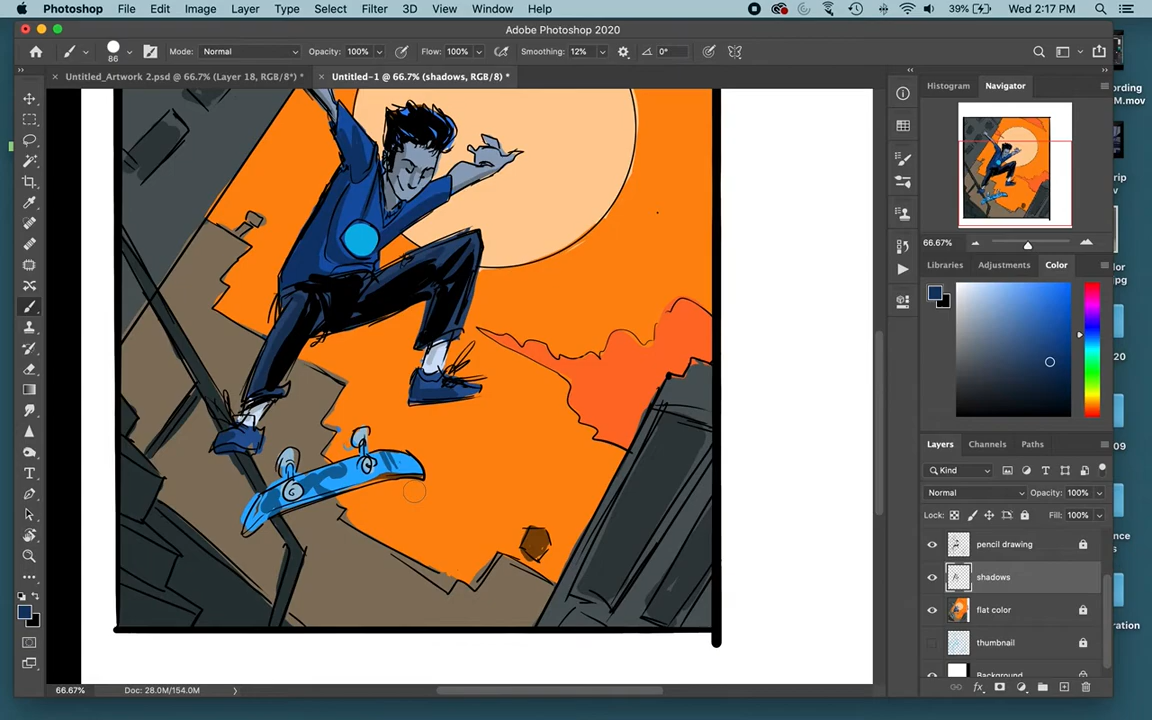 Photoshop File Edit Image Layer Type Select Filter 3D View Window Help 39% Wed 2:17 PM
Adobe Photoshop 2020
86 Mode: Normal Opacity: 100% Flow: 100% Smoothing: 12% 0°
Untitled_Artwork 2.psd @ 66.7% (Layer 18, RGB/8*) * Untitled-1 @ 66.7% (shadows, RGB/8) *
Histogram Navigator
66.67%
Libraries Adjustments Color
Layers Channels Paths
Kind
Normal Opacity: 100%
Lock: Fill: 100%
pencil drawing
shadows
flat color
thumbnail
Background
66.67% Doc: 28.0M/154.0M